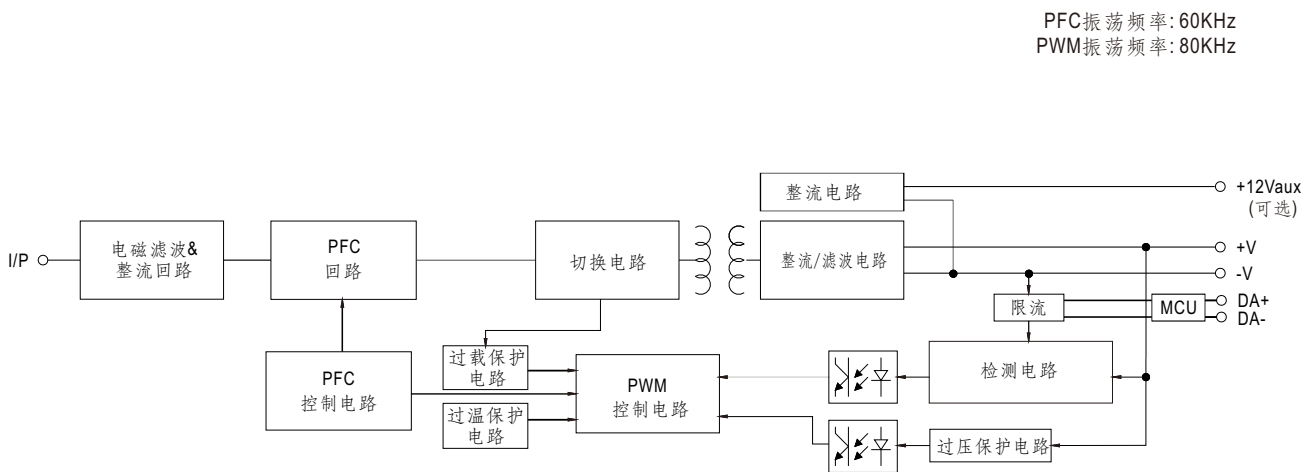 PFC振荡频率: 60KHz
PWM振荡频率: 80KHz
整流电路
+12Vaux
(可选)
I/P
电磁滤波&
整流回路
PFC
回路
切换电路
整流/滤波电路
+V
-V
限流
MCU
DA+
DA-
PFC
控制电路
过载保护
电路
过温保护
电路
PWM
控制电路
检测电路
过压保护电路